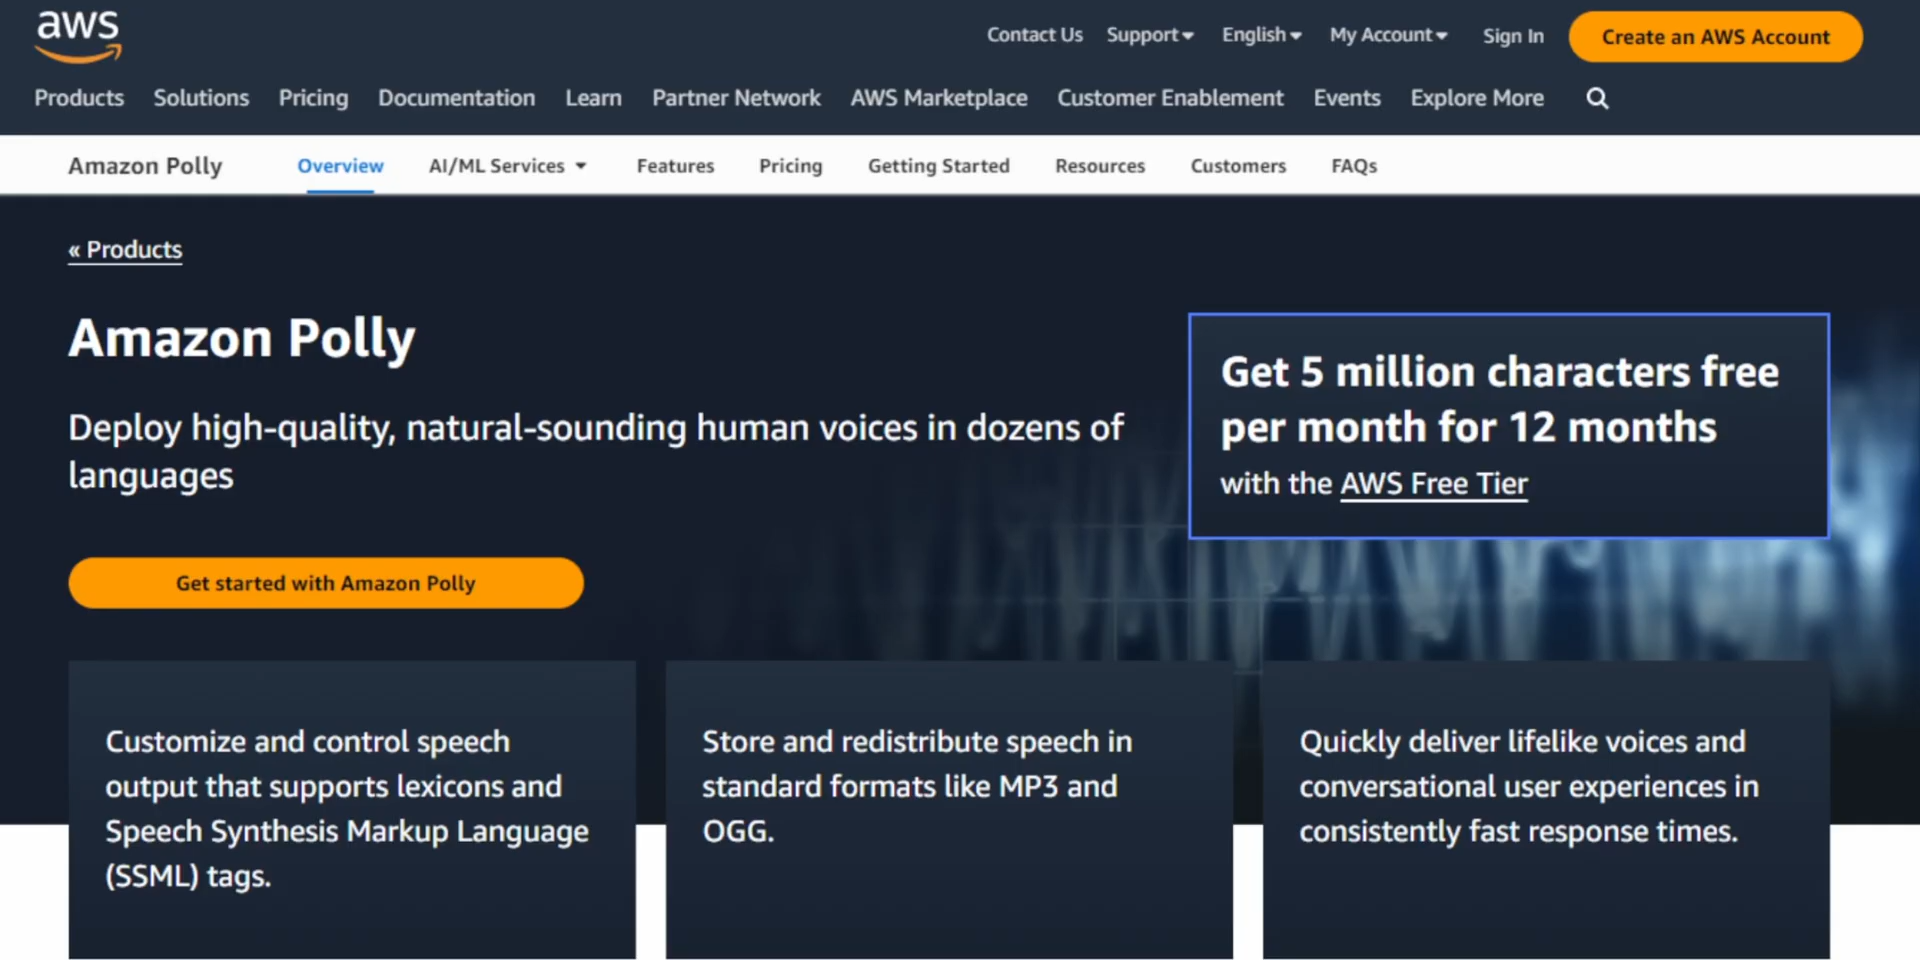 aws
Contact Us Support English My Account Sign In Create an AWS Account
Products Solutions Pricing Documentation Learn Partner Network AWS Marketplace Customer Enablement Events Explore More
Amazon Polly Overview AI/ML Services Features Pricing Getting Started Resources Customers FAQs
« Products
Amazon Polly
Deploy high-quality, natural-sounding human voices in dozens of
languages
Get started with Amazon Polly
Get 5 million characters free
per month for 12 months
with the AWS Free Tier
Customize and control speech
output that supports lexicons and
Speech Synthesis Markup Language
(SSML) tags.
Store and redistribute speech in
standard formats like MP3 and
OGG.
Quickly deliver lifelike voices and
conversational user experiences in
consistently fast response times.